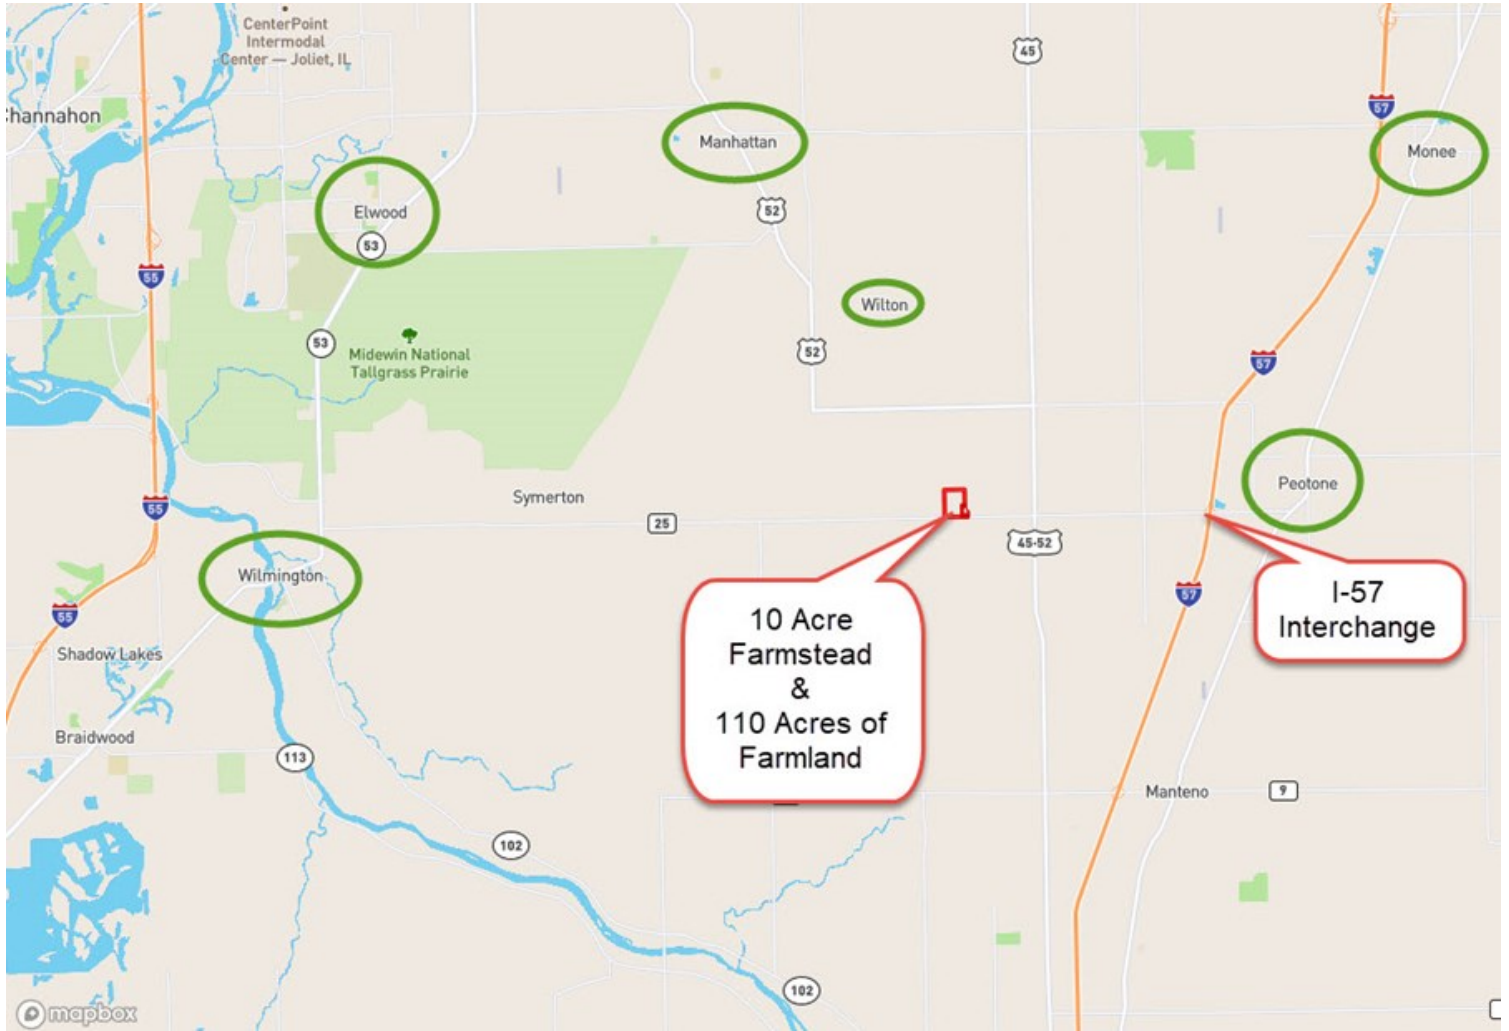 CenterPoint
Intermodal
Center — Joliet, IL
45
57
Channahon
Manhattan
Monee
Elwood
52
53
55
Wilton
53
Midewin National
Tallgrass Prairie
52
57
Peotone
Symerton
55
25
45-52
Wilmington
57
I-57
Interchange
10 Acre
Farmstead
&
110 Acres of
Farmland
55
Shadow Lakes
Braidwood
113
Manteno
9
102
102
mapbox